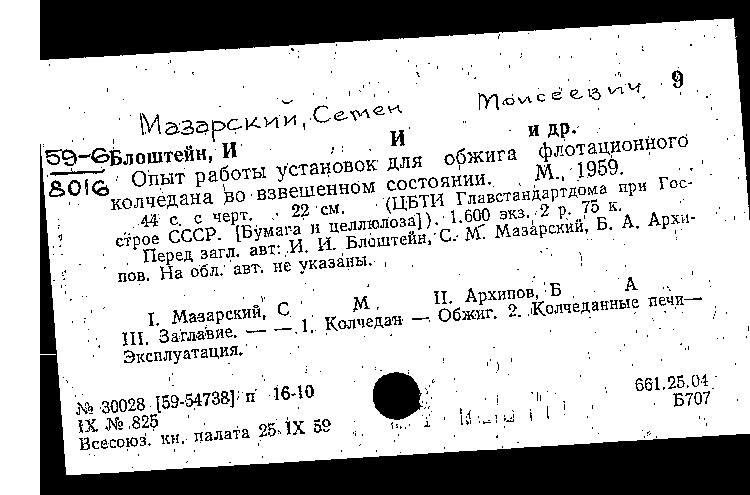 Мазарский, Семен Моисеевич 9
59-6 Блоштейн, И И и др.
8016 Опыт работы установок для обжига флотационного
колчедана во взвешенном состоянии. М., 1959.
44 с. с черт. 22 см. (ЦБТИ Главстандартдома при Гос-
строе СССР. [Бумага и целлюлоза]). 1.600 экз. 2 р. 75 к.
Перед загл. авт: И. И. Блоштейн, С. М. Мазарский, Б. А. Архи-
пов. На обл. авт. не указаны.
I. Мазарский, С М II. Архипов, Б А
III. Заглавие. — — 1. Колчедан — Обжиг. 2. Колчеданные печи—
Эксплуатация.
№ 30028 [59-54738] п 16-10 661.25.04
IX. № 825 Б707
Всесоюз. кн. палата 25 IX 59